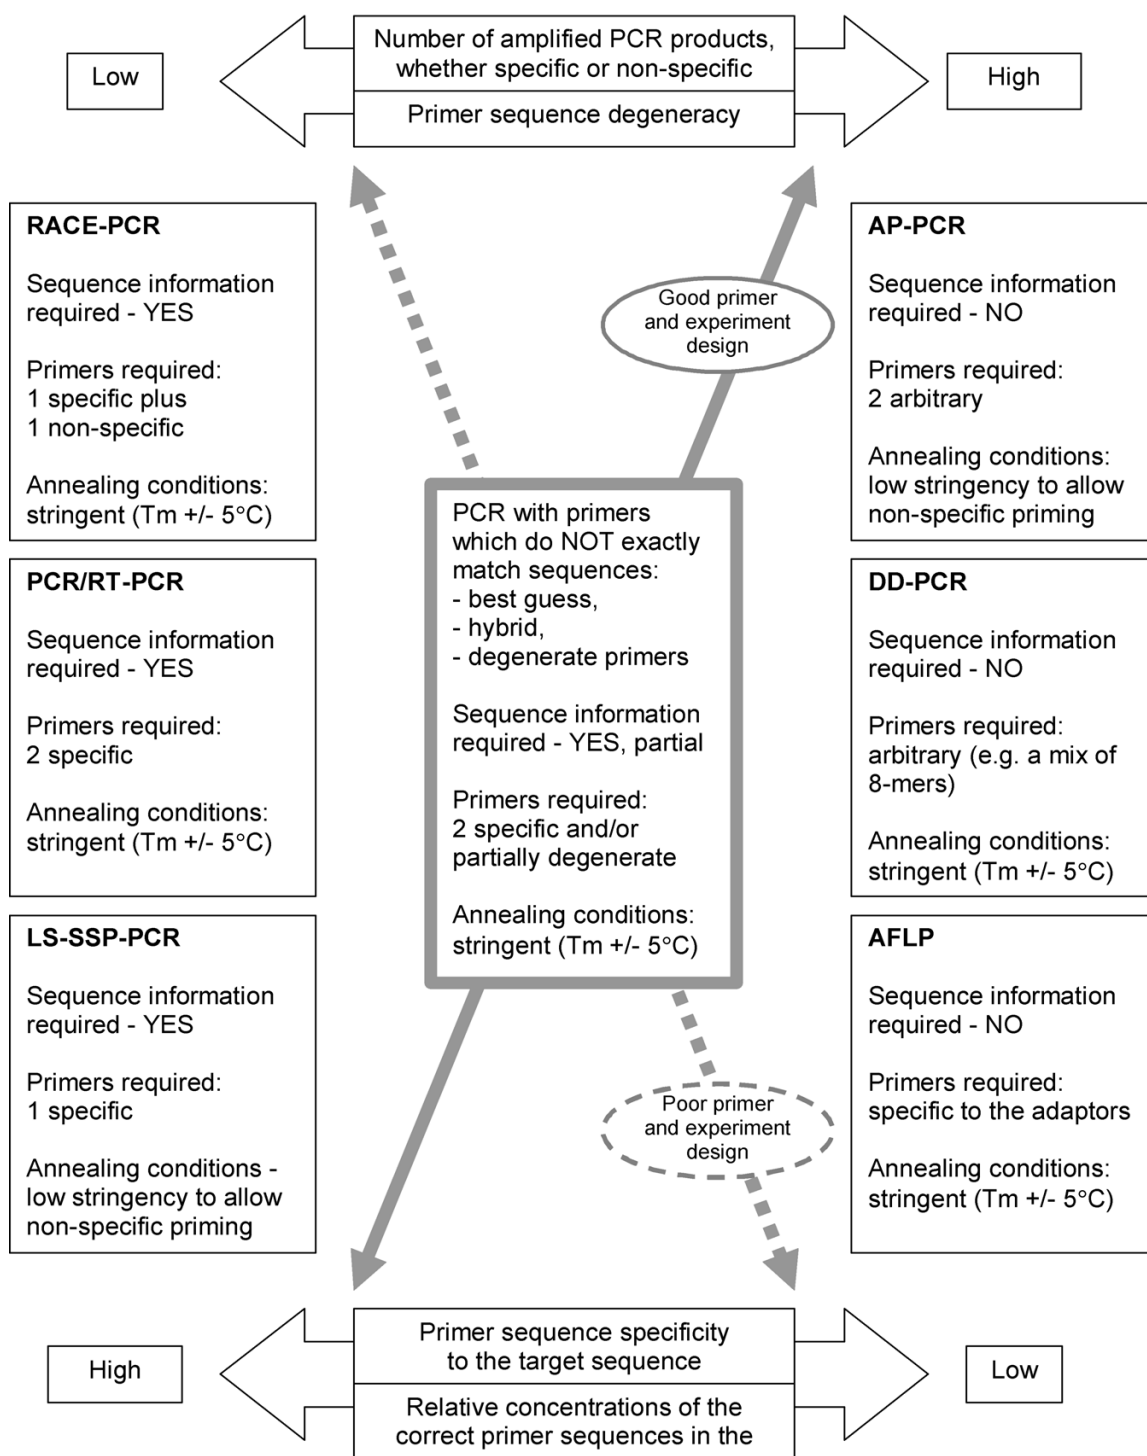 Number of amplified PCR products,
whether specific or non-specific
Primer sequence degeneracy
Low
High
RACE-PCR
Sequence information
required - YES
Primers required:
1 specific plus
1 non-specific
Annealing conditions:
stringent (Tm +/- 5°C)
PCR/RT-PCR
Sequence information
required - YES
Primers required:
2 specific
Annealing conditions:
stringent (Tm +/- 5°C)
LS-SSP-PCR
Sequence information
required - YES
Primers required:
1 specific
Annealing conditions -
low stringency to allow
non-specific priming
Good primer
and experiment
design
PCR with primers
which do NOT exactly
match sequences:
- best guess,
- hybrid,
- degenerate primers
Sequence information
required - YES, partial
Primers required:
2 specific and/or
partially degenerate
Annealing conditions:
stringent (Tm +/- 5°C)
Poor primer
and experiment
design
AP-PCR
Sequence information
required - NO
Primers required:
2 arbitrary
Annealing conditions:
low stringency to allow
non-specific priming
DD-PCR
Sequence information
required - NO
Primers required:
arbitrary (e.g. a mix of
8-mers)
Annealing conditions:
stringent (Tm +/- 5°C)
AFLP
Sequence information
required - NO
Primers required:
specific to the adaptors
Annealing conditions:
stringent (Tm +/- 5°C)
High
Primer sequence specificity
to the target sequence
Relative concentrations of the
correct primer sequences in the
Low